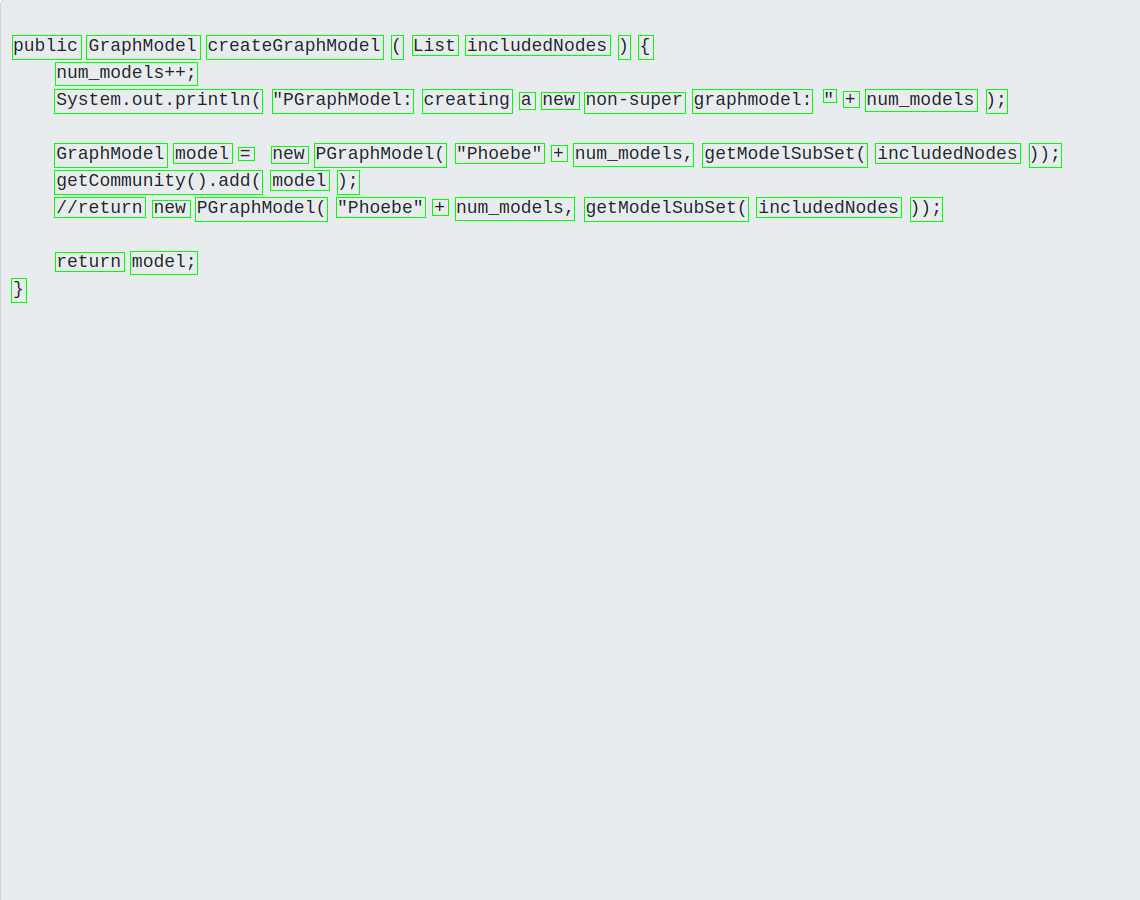 public GraphModel createGraphModel ( List includedNodes ) {
num_models++;
System.out.println( "PGraphModel: creating a new non-super graphmodel: " + num_models );
GraphModel model =  new PGraphModel( "Phoebe" + num_models, getModelSubSet( includedNodes ));
getCommunity().add( model );
//return new PGraphModel( "Phoebe" + num_models, getModelSubSet( includedNodes ));
return model;
}